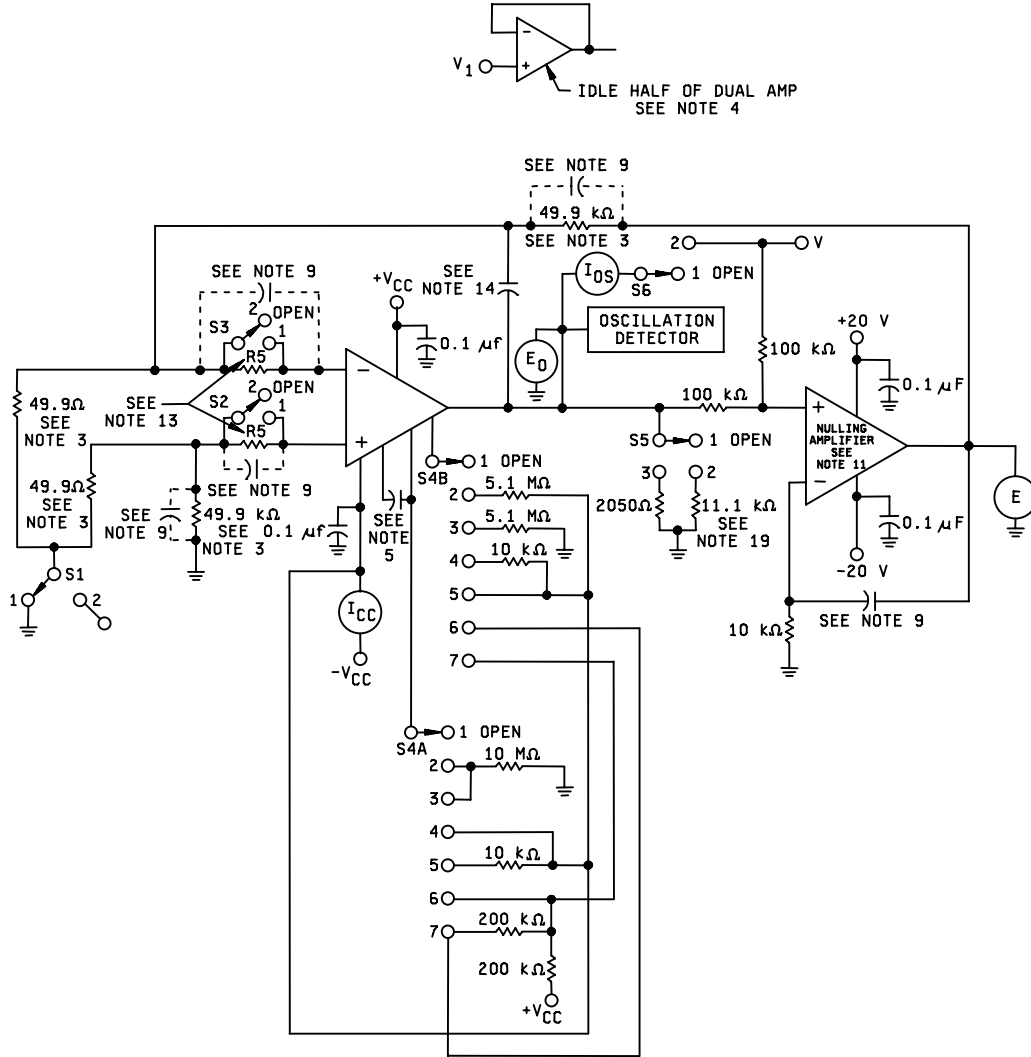 V1
-
+
IDLE HALF OF DUAL AMP
SEE NOTE 4
SEE NOTE 9
49.9 kΩ
SEE NOTE 3
2
V
SEE NOTE 9
+VCC
SEE
NOTE 14
IOS
S6
1 OPEN
2
OPEN
S3
1
R5
0.1 µf
EO
OSCILLATION
DETECTOR
+20 V
100 kΩ
0.1 µF
SEE
NOTE 13
2
OPEN
S2
1
R5
-
+
49.9Ω
SEE
NOTE 3
100 kΩ
+
-
NULLING
AMPLIFIER
SEE
NOTE 11
E
S5
1 OPEN
S4B
1 OPEN
SEE NOTE 9
49.9Ω
SEE
NOTE 3
SEE
NOTE 9
49.9 kΩ
SEE
NOTE 3
0.1 µf
SEE
NOTE
5
2
5.1 MΩ
3
5.1 MΩ
4
10 kΩ
5
6
7
3
2
2050Ω
11.1 kΩ
SEE
NOTE 19
0.1 µF
-20 V
SEE NOTE 9
10 kΩ
S1
1
2
ICC
-VCC
S4A
1 OPEN
2
10 MΩ
3
4
5
10 kΩ
6
7
200 kΩ
200 kΩ
+VCC